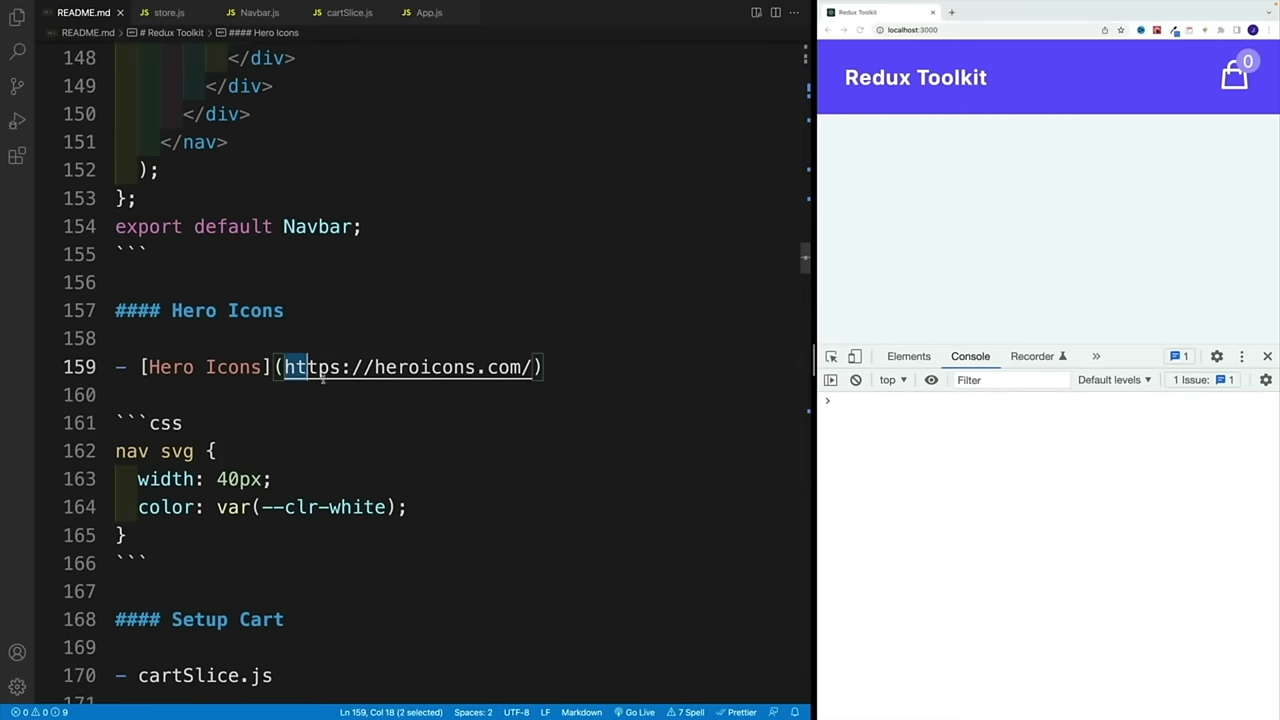 README.md
store.js
Navbar.js
cartSlice.js
App.js
README.md > # Redux Toolkit > #### Hero Icons
148 </div>
149 </div>
150 </div>
151 </nav>
152 );
153 };
154 export default Navbar;
155 ```
156
157 #### Hero Icons
158
159 - [Hero Icons](https://heroicons.com/)
160
161 ```css
162 nav svg {
163 width: 40px;
164 color: var(--clr-white);
165 }
166 ```
167
168 #### Setup Cart
169
170 - cartSlice.js
171
0 0 9
Ln 159, Col 18 (2 selected) Spaces: 2 UTF-8 LF Markdown Go Live 7 Spell Prettier
Redux Toolkit
localhost:3000
J
Redux Toolkit
0
Elements Console Recorder 1
top Filter Default levels 1 Issue: 1